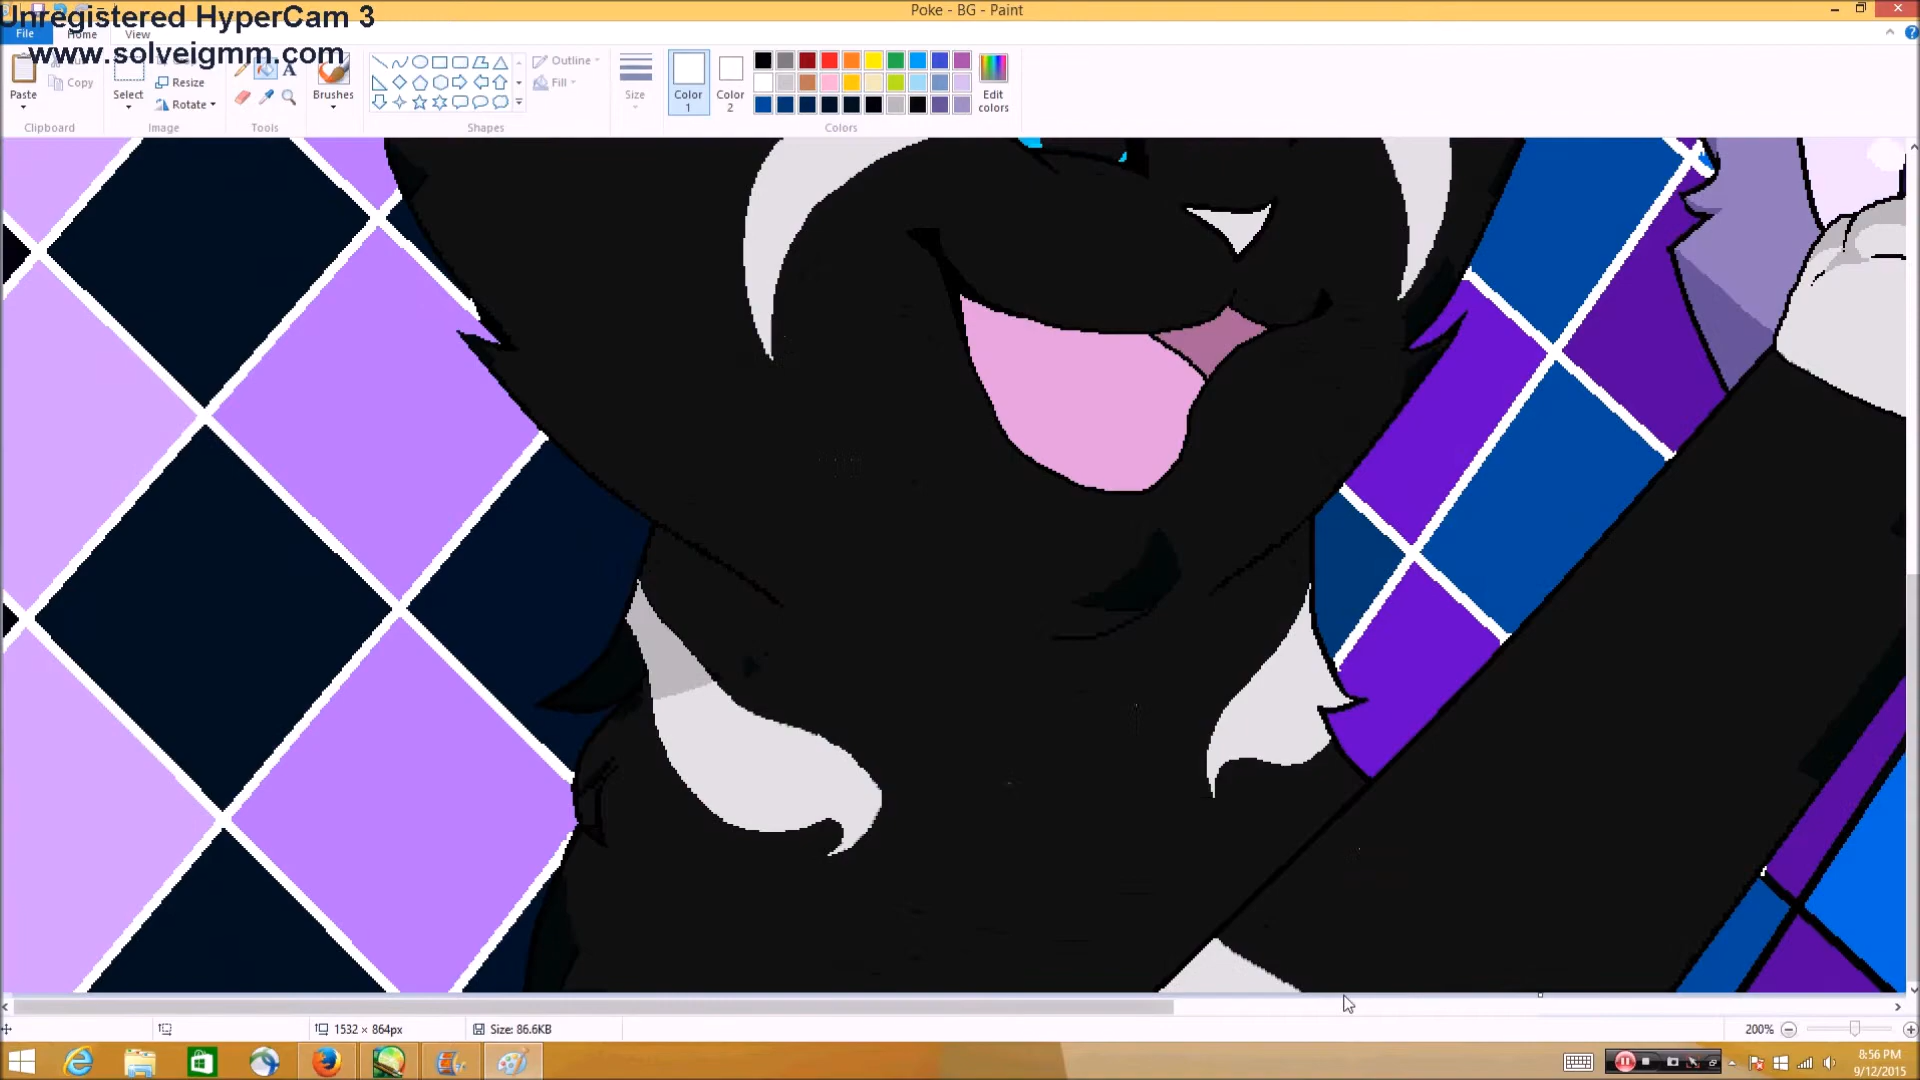 Unregistered HyperCam 3
www.solveigmm.com
Poke - BG - Paint
File
Home
View
Paste
Copy
Select
Resize
Rotate
A
Brushes
Outline
Fill
Size
Color
1
Color
2
Edit
colors
Clipboard
Image
Tools
Shapes
Colors
1532 × 864px
Size: 86.6KB
200%
8:56 PM
9/12/2015